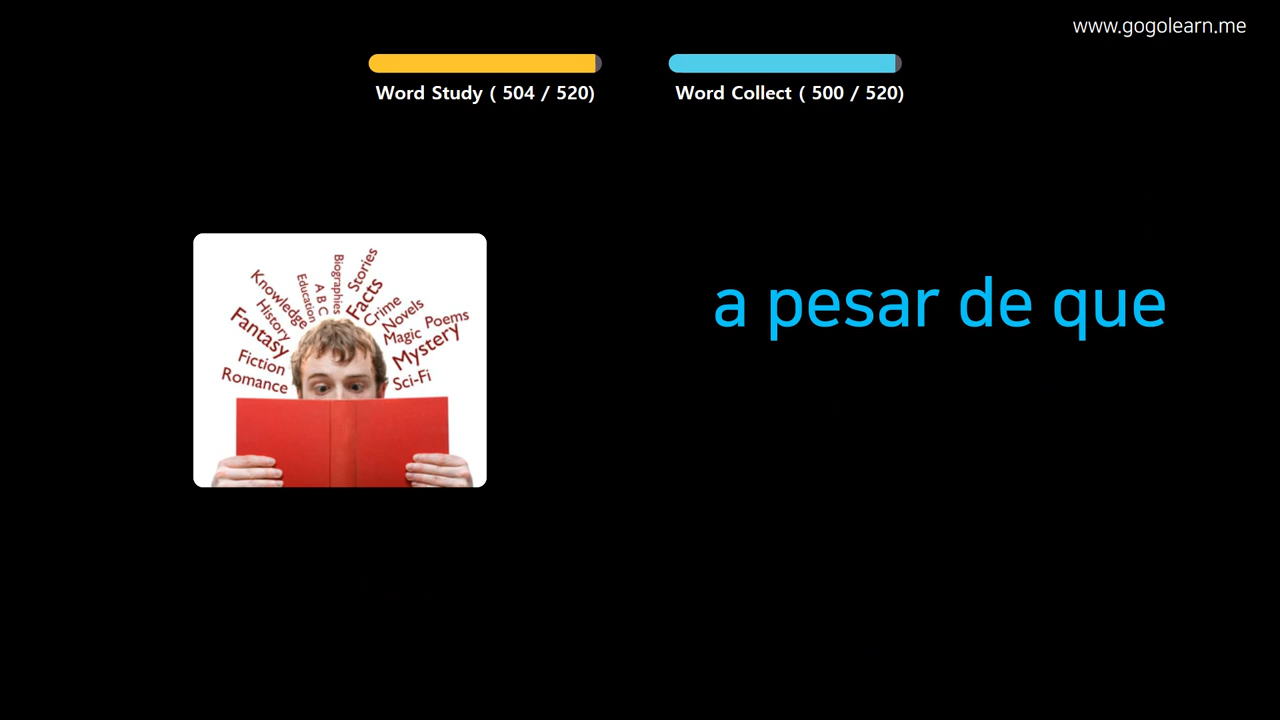 www.gogolearn.me
Word Study ( 504 / 520)
Word Collect ( 500 / 520)
a pesar de que
Knowledge
History
Fantasy
Fiction
Romance
Education
A B C
Biographies
Stories
Facts
Crime
Novels
Magic
Poems
Mystery
Sci-Fi